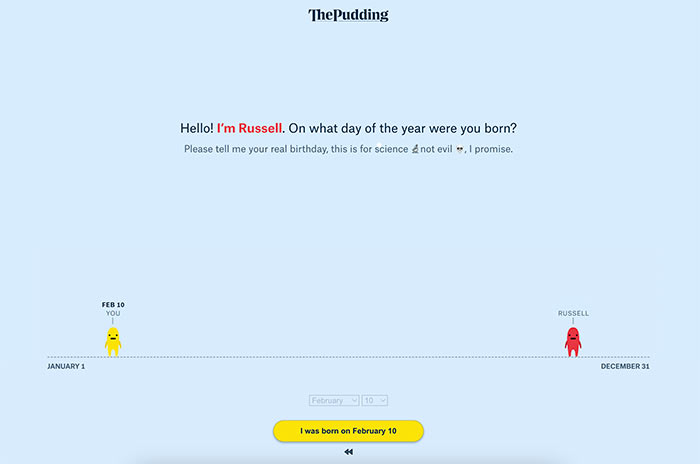 ThePudding
Hello! I'm Russell. On what day of the year were you born?
Please tell me your real birthday, this is for science 🔬not evil ☠️, I promise.
FEB 10
YOU
RUSSELL
JANUARY 1
DECEMBER 31
February 10
I was born on February 10